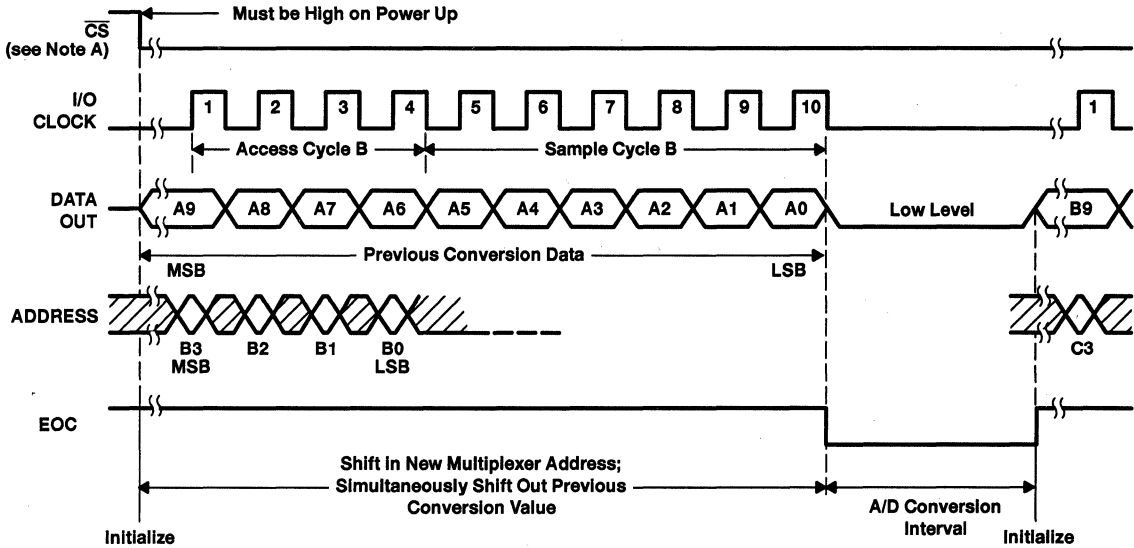 Must be High on Power Up
CS
(see Note A)
I/O
CLOCK
1 2 3 4 5 6 7 8 9 10 1
Access Cycle B
Sample Cycle B
DATA
OUT
A9 A8 A7 A6 A5 A4 A3 A2 A1 A0 Low Level B9
Previous Conversion Data
MSB LSB
ADDRESS
B3 B2 B1 B0 C3
MSB LSB
EOC
Shift in New Multiplexer Address;
Simultaneously Shift Out Previous
Conversion Value
A/D Conversion
Interval
Initialize Initialize